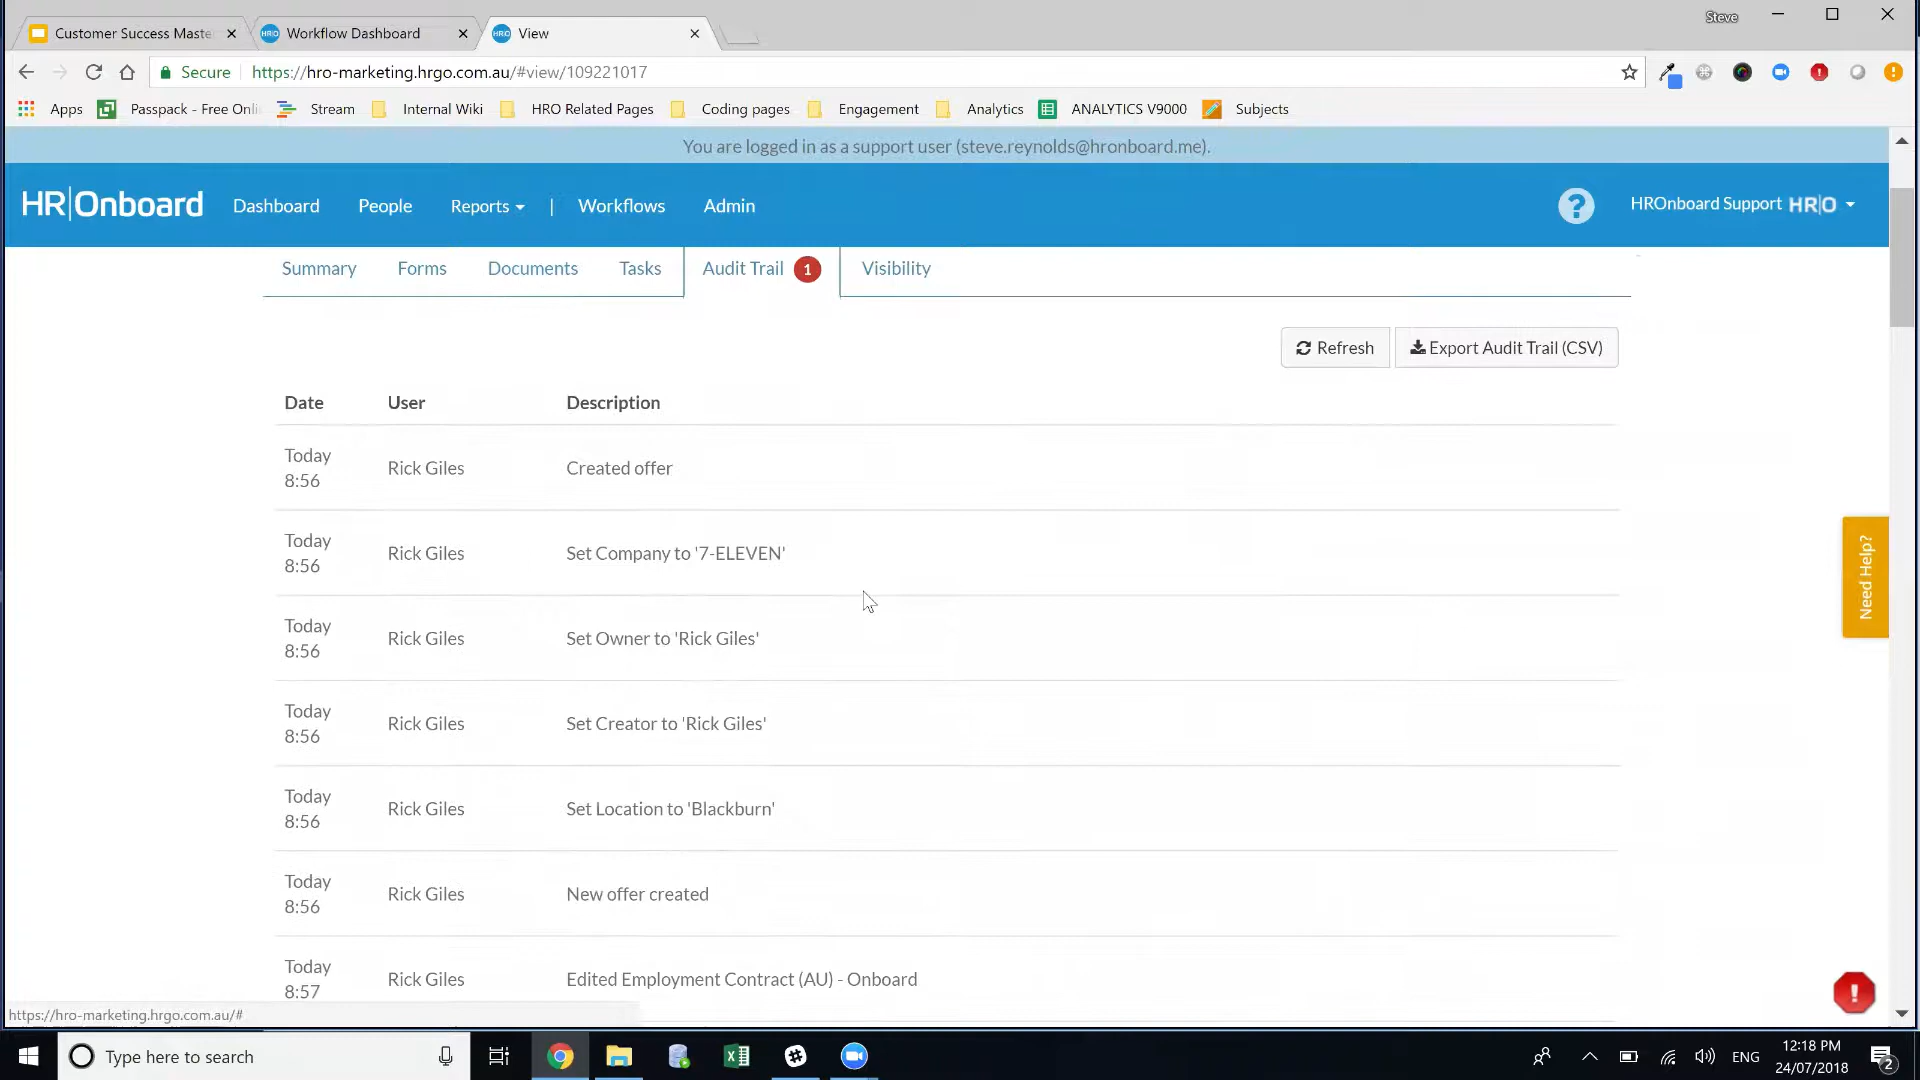 Steve
Customer Success Maste
Workflow Dashboard
HRO View
Secure https://hro-marketing.hrgo.com.au/#view/109221017
Apps Passpack - Free Onli Stream Internal Wiki HRO Related Pages Coding pages Engagement Analytics ANALYTICS V9000 Subjects
You are logged in as a support user (steve.reynolds@hronboard.me).
HR|Onboard Dashboard People Reports | Workflows Admin ? HROnboard Support HR|O
Summary Forms Documents Tasks Audit Trail 1 Visibility
Refresh Export Audit Trail (CSV)
Date User Description
Today 8:56 Rick Giles Created offer
Today 8:56 Rick Giles Set Company to '7-ELEVEN'
Today 8:56 Rick Giles Set Owner to 'Rick Giles'
Today 8:56 Rick Giles Set Creator to 'Rick Giles'
Today 8:56 Rick Giles Set Location to 'Blackburn'
Today 8:56 Rick Giles New offer created
Today 8:57 Rick Giles Edited Employment Contract (AU) - Onboard
Need Help?
https://hro-marketing.hrgo.com.au/#
Type here to search
ENG
12:18 PM
24/07/2018
2